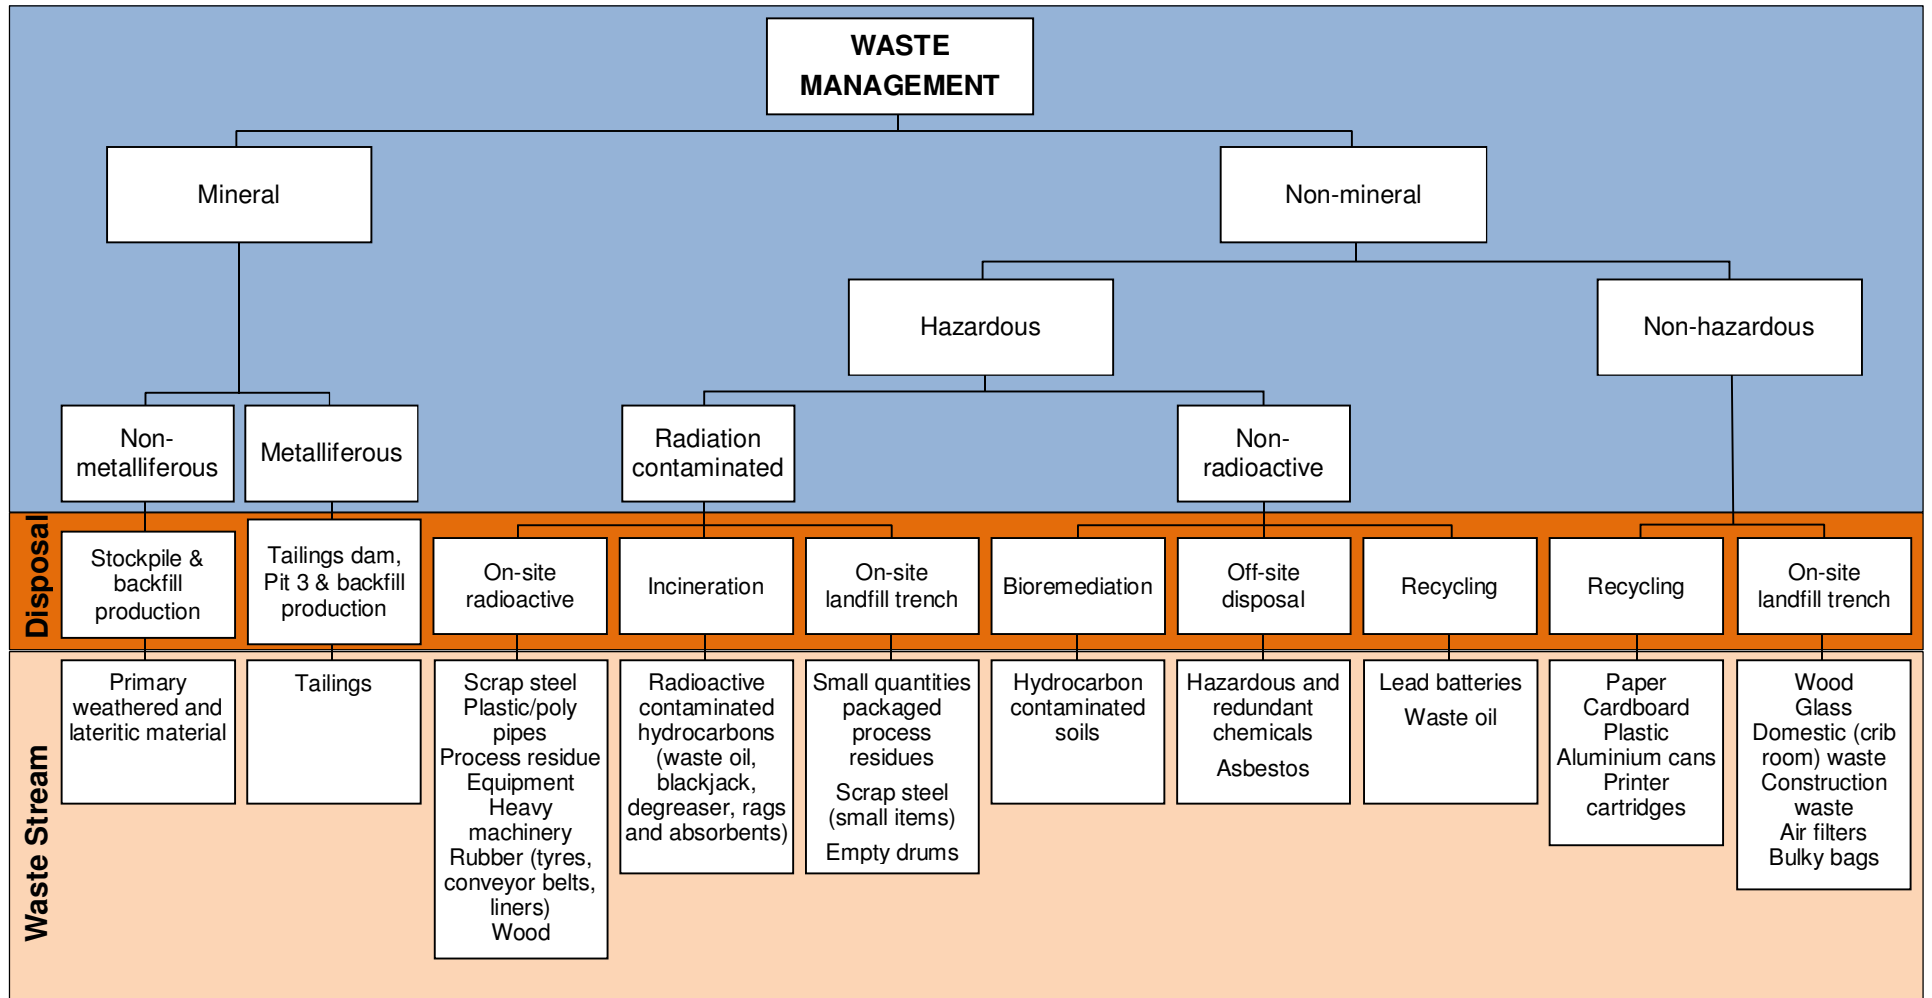 WASTE
MANAGEMENT
Mineral
Non-mineral
Hazardous
Non-hazardous
Non-
metalliferous
Metalliferous
Radiation
contaminated
Non-
radioactive
Disposal
Stockpile &
backfill
production
Tailings dam,
Pit 3 & backfill
production
On-site
radioactive
Incineration
On-site
landfill trench
Bioremediation
Off-site
disposal
Recycling
Recycling
On-site
landfill trench
Waste Stream
Primary
weathered and
lateritic material
Tailings
Scrap steel
Plastic/poly
pipes
Process residue
Equipment
Heavy
machinery
Rubber (tyres,
conveyor belts,
liners)
Wood
Radioactive
contaminated
hydrocarbons
(waste oil,
blackjack,
degreaser, rags
and absorbents)
Small quantities
packaged
process
residues
Scrap steel
(small items)
Empty drums
Hydrocarbon
contaminated
soils
Hazardous and
redundant
chemicals
Asbestos
Lead batteries
Waste oil
Paper
Cardboard
Plastic
Aluminium cans
Printer
cartridges
Wood
Glass
Domestic (crib
room) waste
Construction
waste
Air filters
Bulky bags